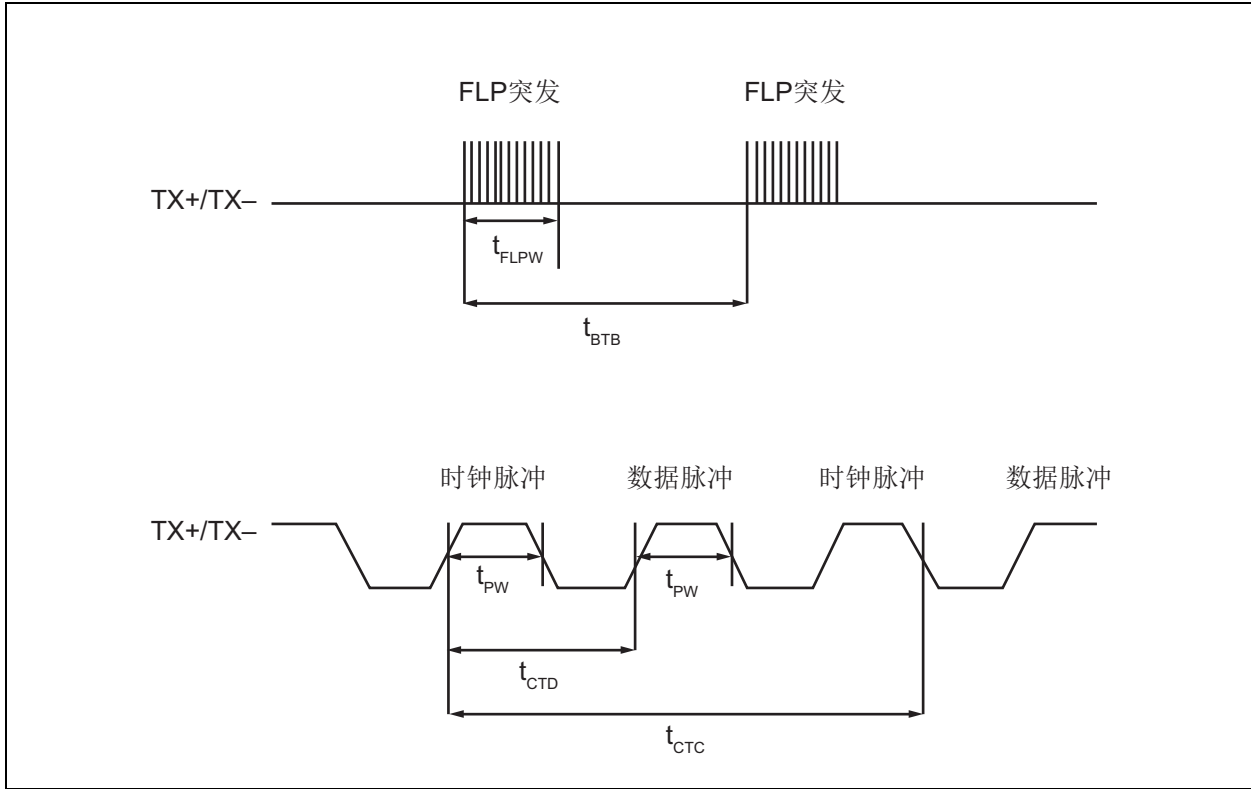 FLP突发 FLP突发
TX+/TX–
tFLPW
tBTB
时钟脉冲 数据脉冲 时钟脉冲 数据脉冲
TX+/TX–
tPW tPW
tCTD
tCTC